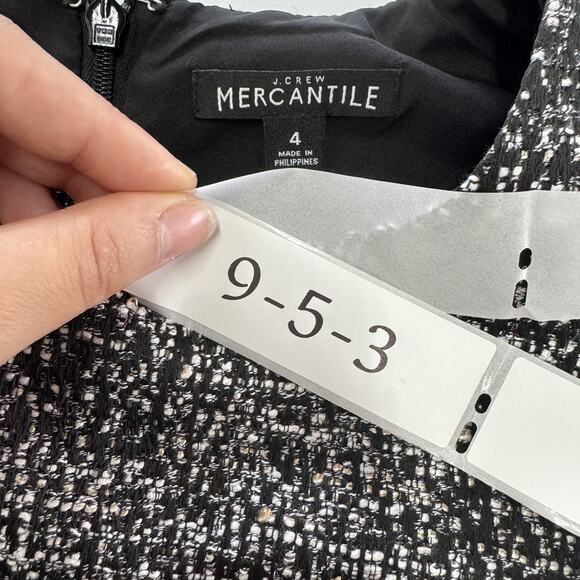 J.CREW
MERCANTILE
4
MADE IN
PHILIPPINES
9-5-3